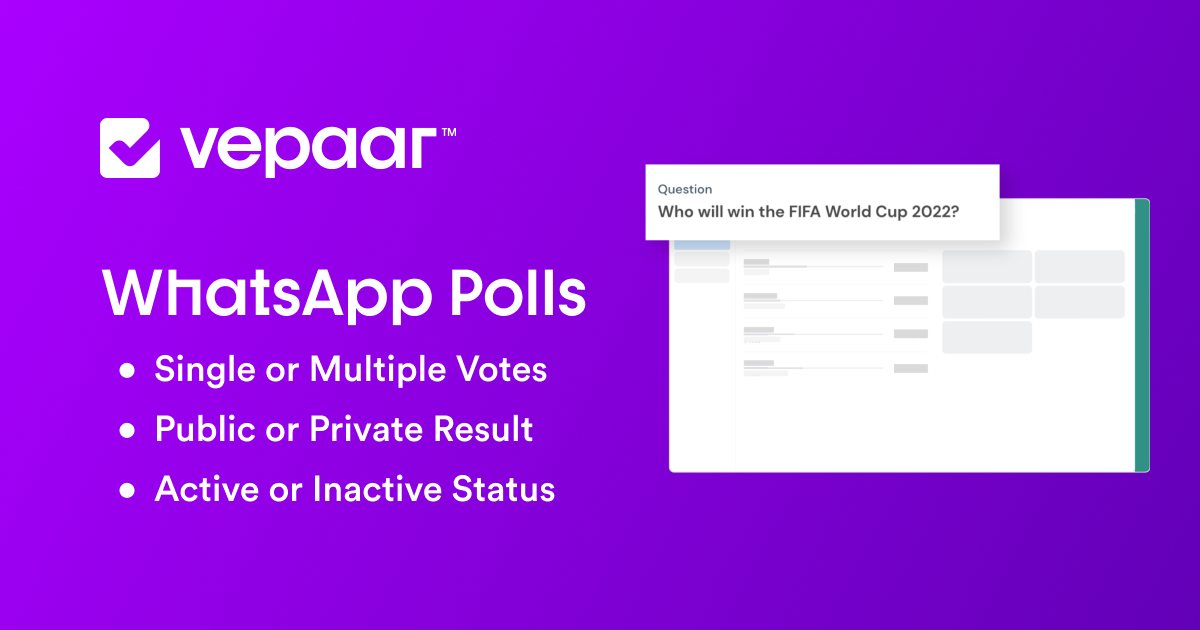 vepaar™
WhatsApp Polls
• Single or Multiple Votes
• Public or Private Result
• Active or Inactive Status
Question
Who will win the FIFA World Cup 2022?